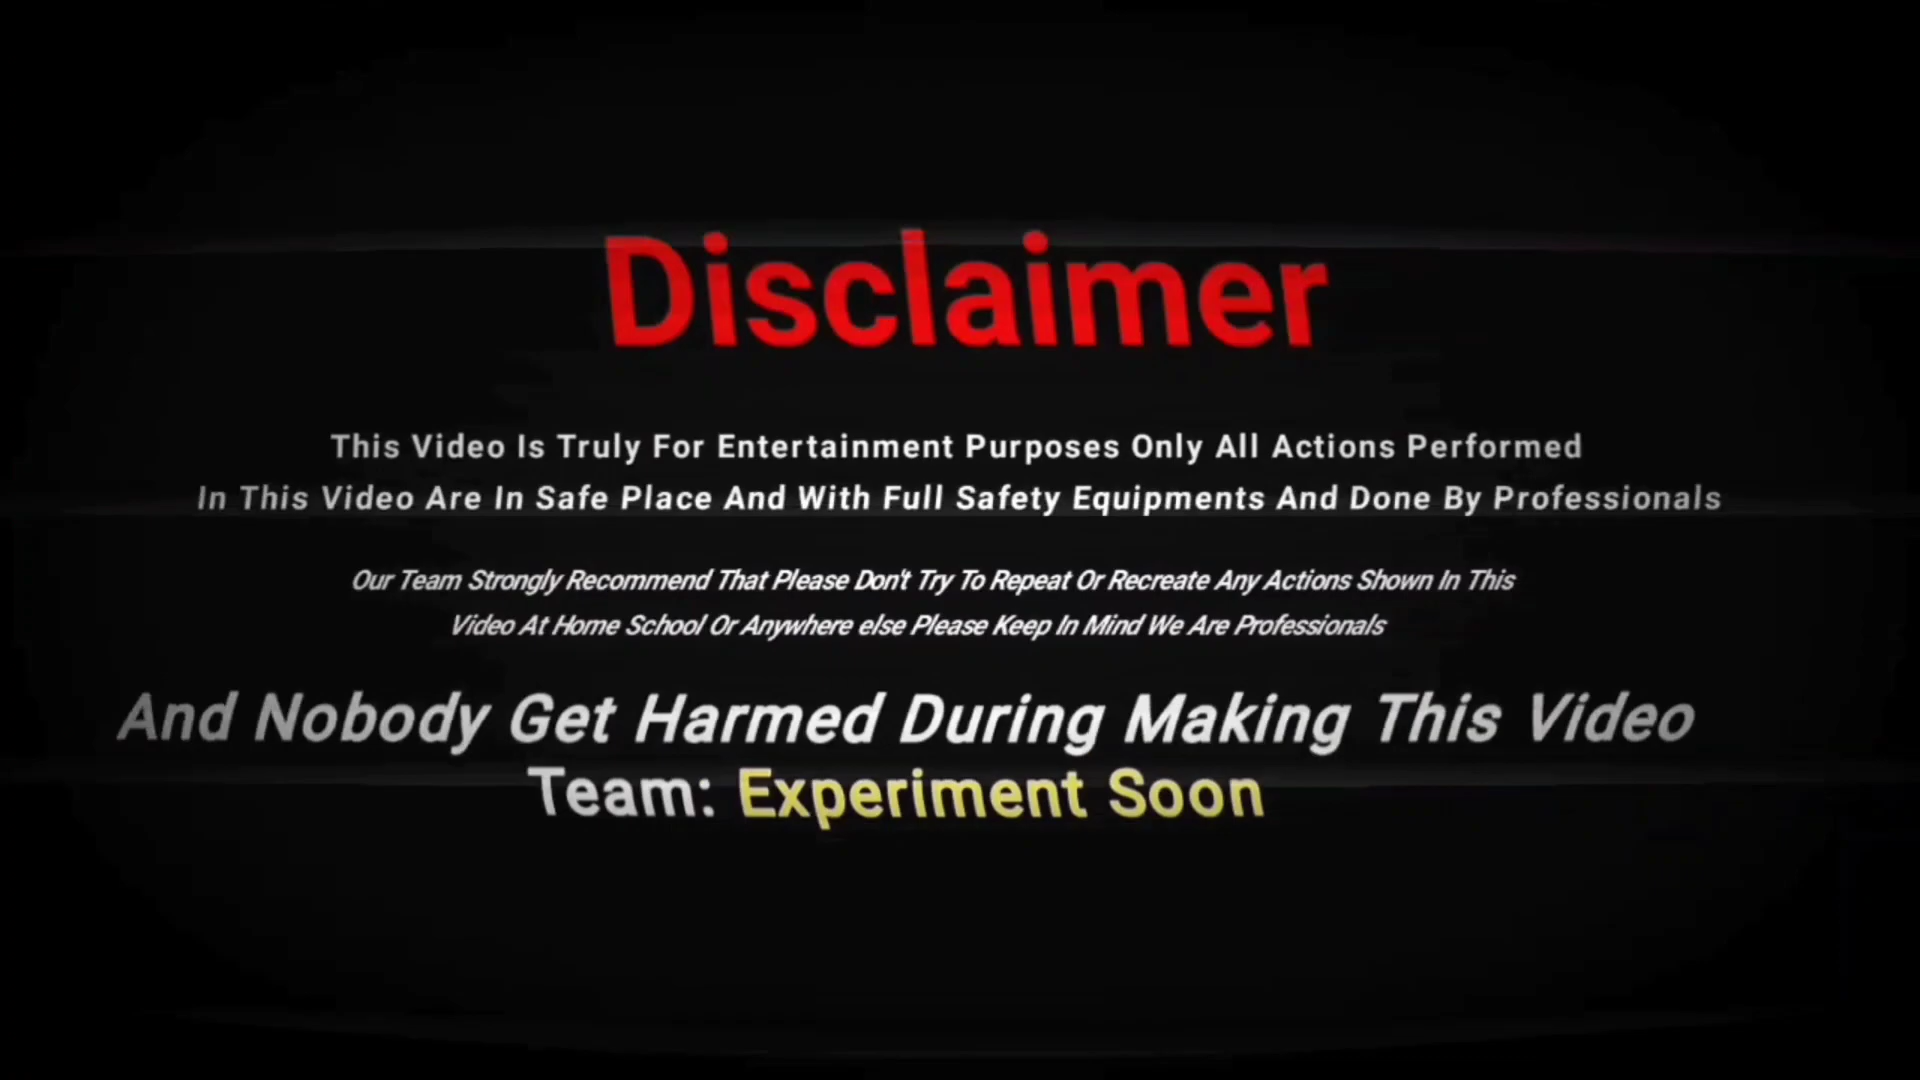 Disclaimer
This Video Is Truly For Entertainment Purposes Only All Actions Performed
In This Video Are In Safe Place And With Full Safety Equipments And Done By Professionals
Our Team Strongly Recommend That Please Don't Try To Repeat Or Recreate Any Actions Shown In This
Video At Home School Or Anywhere else Please Keep In Mind We Are Professionals
And Nobody Get Harmed During Making This Video
Team: Experiment Soon